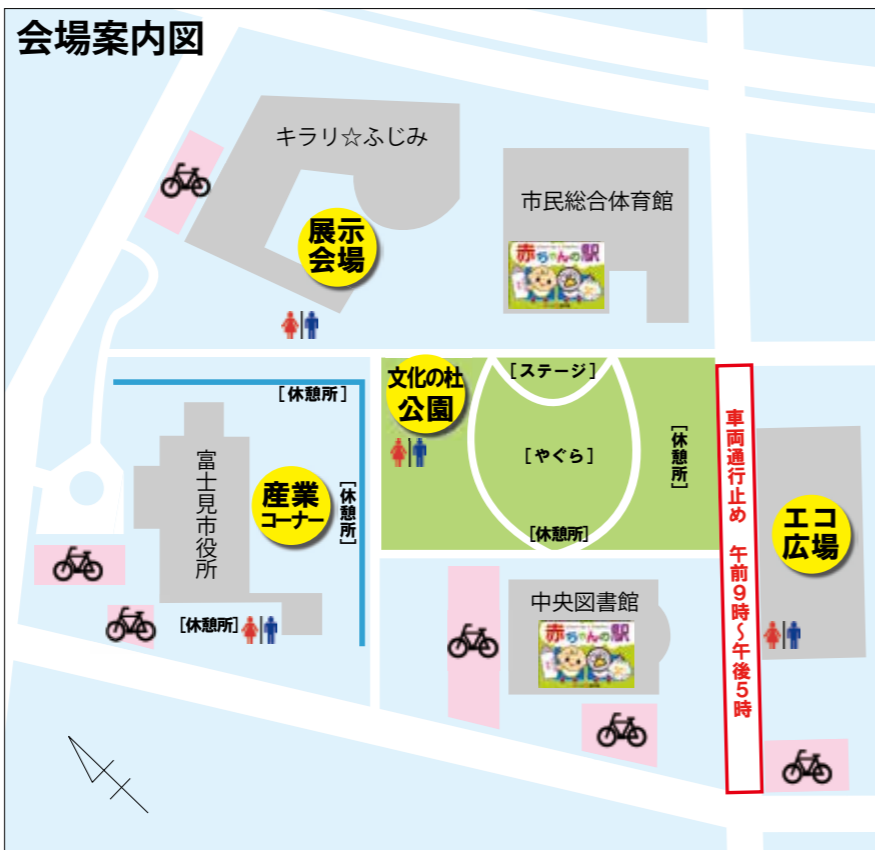 会場案内図
キラリ☆ふじみ
市民総合体育館
展示
会場
赤ちゃんの駅
文化の杜
公園
[ステージ]
[休憩所]
[やぐら]
[休憩所]
[休憩所]
富士見市役所
産業
コーナー
[休憩所]
[休憩所]
[休憩所]
車両通行止め 午前9時~午後5時
エコ
広場
中央図書館
赤ちゃんの駅